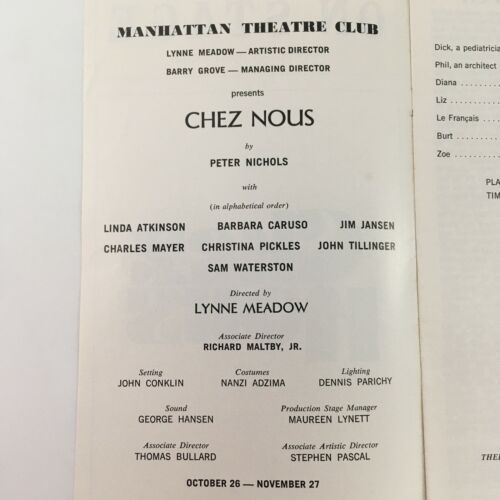 MANHATTAN THEATRE CLUB
LYNNE MEADOW — ARTISTIC DIRECTOR
BARRY GROVE — MANAGING DIRECTOR
presents
CHEZ NOUS
by
PETER NICHOLS
with
(in alphabetical order)
LINDA ATKINSON BARBARA CARUSO JIM JANSEN
CHARLES MAYER CHRISTINA PICKLES JOHN TILLINGER
SAM WATERSTON
Directed by
LYNNE MEADOW
Associate Director
RICHARD MALTBY, JR.
Setting Costumes Lighting
JOHN CONKLIN NANZI ADZIMA DENNIS PARICHY
Sound Production Stage Manager
GEORGE HANSEN MAUREEN LYNETT
Associate Director Associate Artistic Director
THOMAS BULLARD STEPHEN PASCAL
OCTOBER 26 — NOVEMBER 27
Dick, a pediatricia
Phil, an architect
Diana ........
Liz ..........
Le Français .....
Burt .........
Zoe .........
PLA
TIM
THE